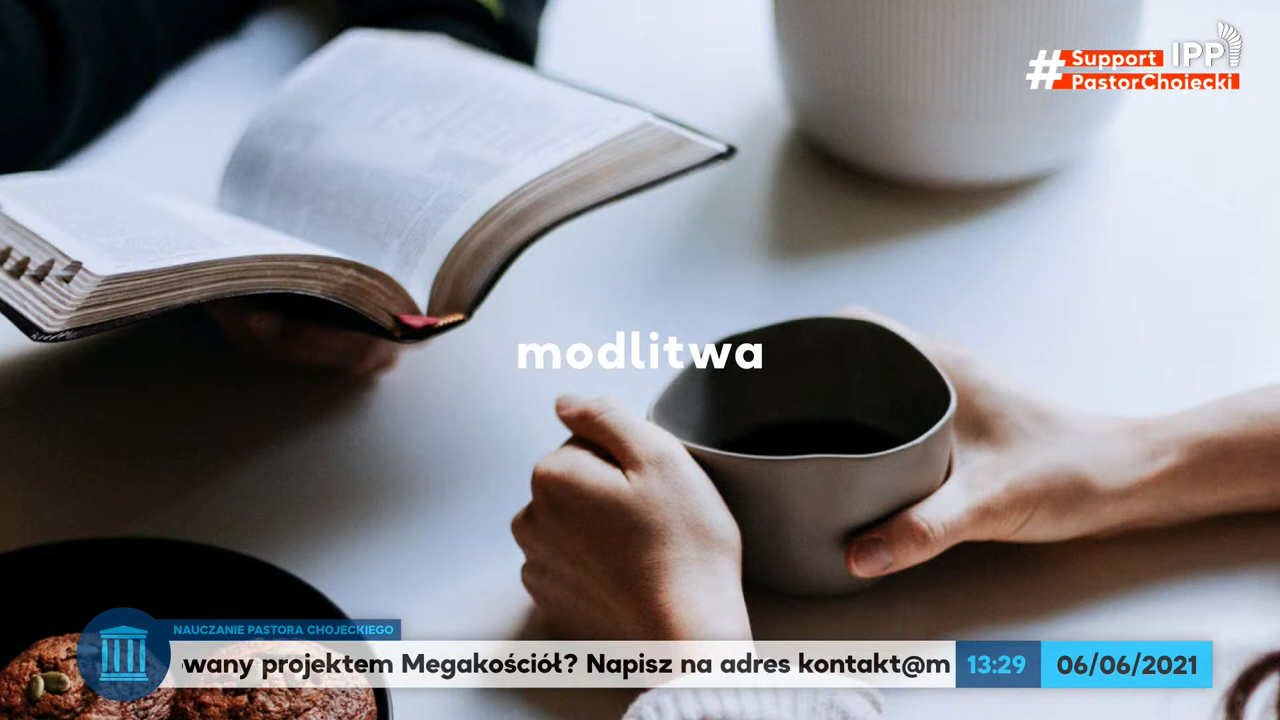 #Support IPP
PastorChojecki
modlitwa
NAUCZANIE PASTORA CHOJECKIEGO
wany projektem Megakościół? Napisz na adres kontakt@m
13:29
06/06/2021